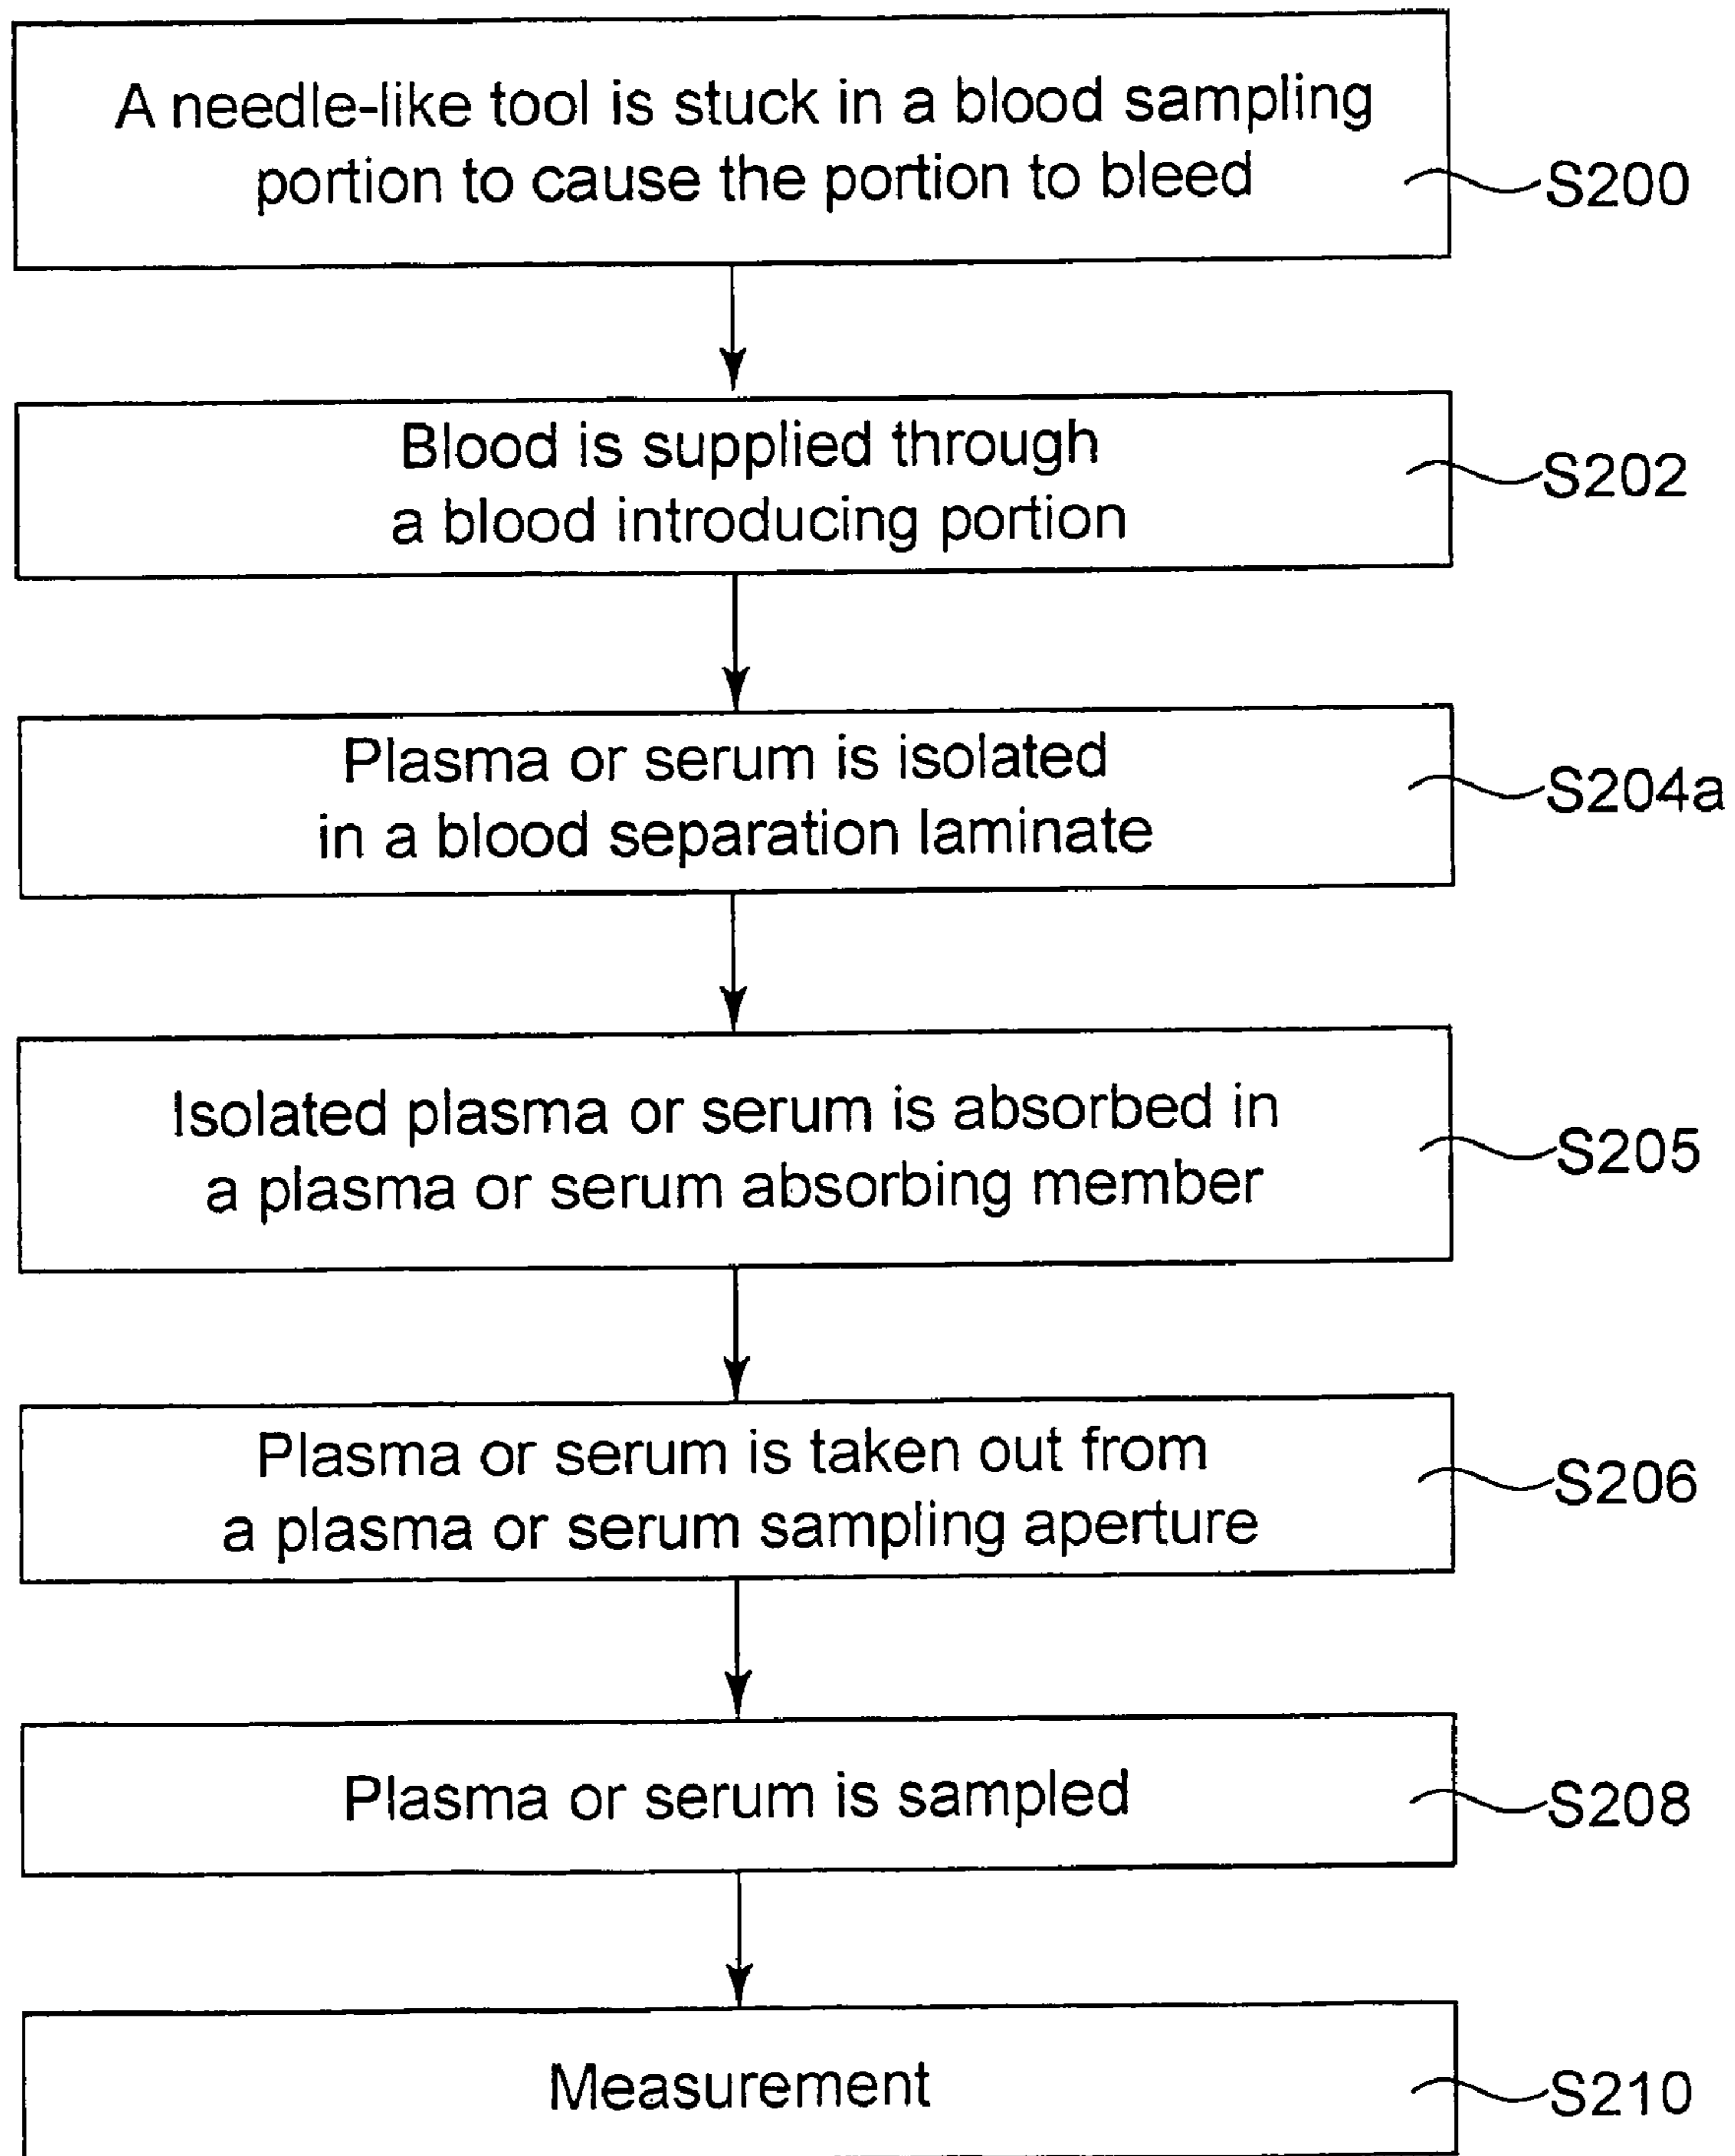 A needle-like tool is stuck in a blood sampling
portion to cause the portion to bleed
S200
Blood is supplied through
a blood introducing portion
S202
Plasma or serum is isolated
in a blood separation laminate
S204a
Isolated plasma or serum is absorbed in
a plasma or serum absorbing member
S205
Plasma or serum is taken out from
a plasma or serum sampling aperture
S206
Plasma or serum is sampled
S208
Measurement
S210